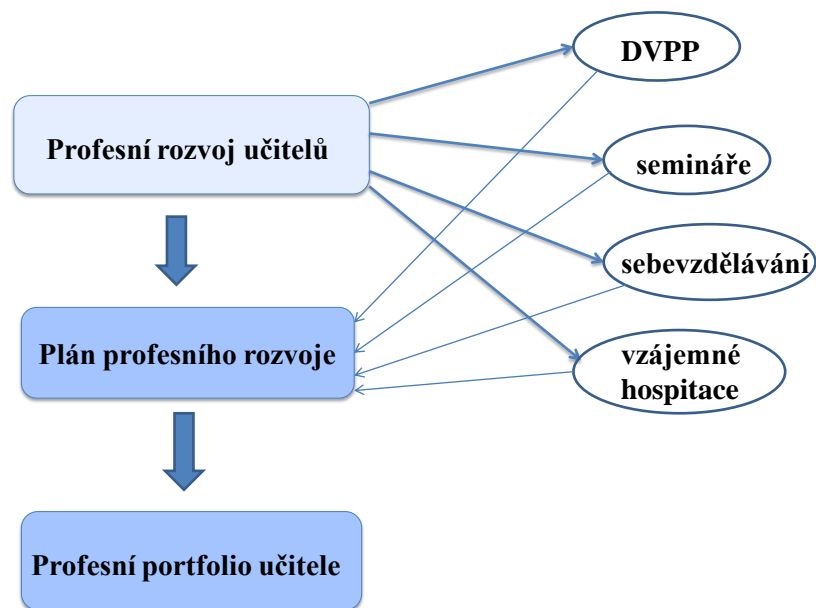 DVPP
Profesní rozvoj učitelů
semináře
sebevzdělávání
Plán profesního rozvoje
vzájemné
hospitace
Profesní portfolio učitele